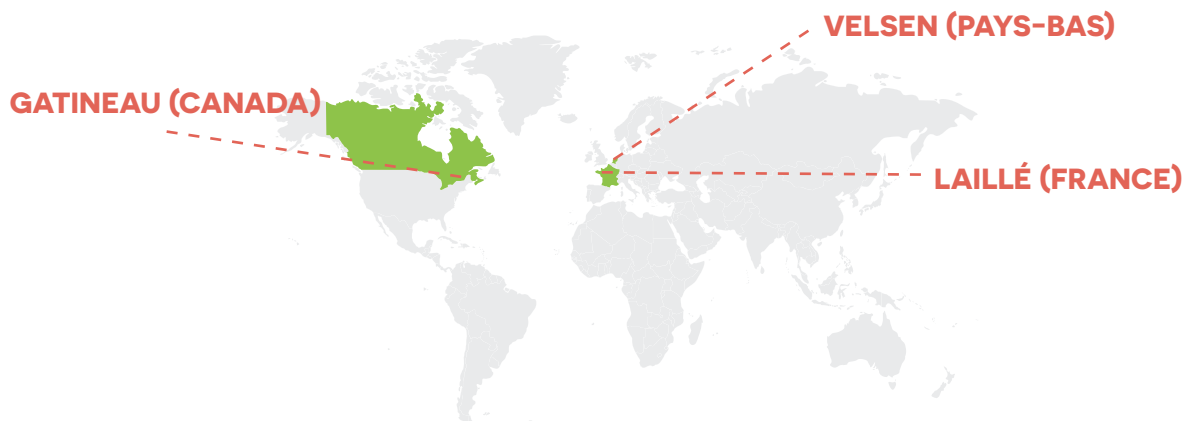 VELSEN (PAYS-BAS)
GATINEAU (CANADA)
LAILLÉ (FRANCE)